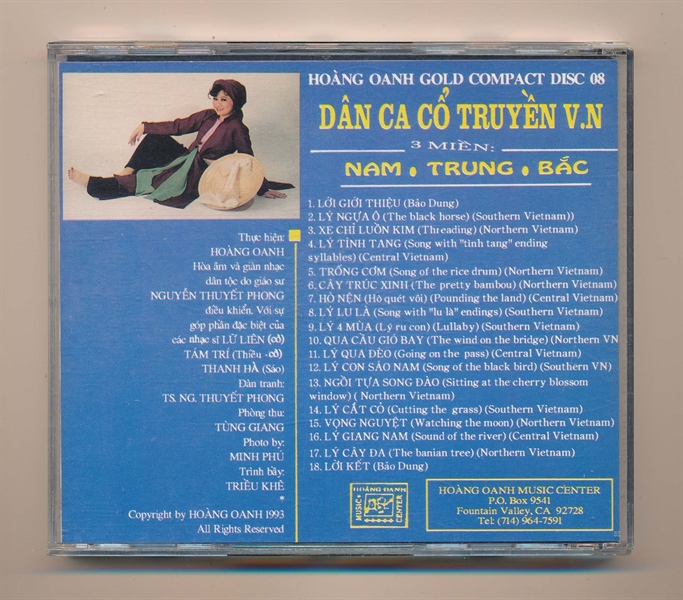 HOÀNG OANH GOLD COMPACT DISC 08
DÂN CA CỔ TRUYỀN V.N
3 MIỀN:
NAM • TRUNG • BẮC
1. LỜI GIỚI THIỆU (Bảo Dung)
2. LÝ NGỰA Ô (The black horse) (Southern Vietnam))
3. XE CHỈ LUỒN KIM (Threading) (Northern Vietnam)
4. LÝ TÌNH TANG (Song with "tình tang" ending
syllables) (Central Vietnam)
5. TRỐNG CƠM (Song of the rice drum) (Northern Vietnam)
6. CÂY TRÚC XINH (The pretty bambou) (Northern Vietnam)
7. HÒ NỆN (Hò quét vôi) (Pounding the land) (Central Vietnam)
8. LÝ LU LÀ (Song with "lu là" endings) (Southern Vietnam)
9. LÝ 4 MÙA (Lý ru con) (Lullaby) (Southern Vietnam)
10. QUA CẦU GIÓ BAY (The wind on the bridge) (Northern VN
11. LÝ QUA ĐÈO (Going on the pass) (Central Vietnam)
12. LÝ CON SÁO NAM (Song of the black bird) (Southern VN)
13. NGỒI TỰA SONG ĐÀO (Sitting at the cherry blossom
window) ( Northern Vietnam)
14. LÝ CẮT CỎ (Cutting the grass) (Southern Vietnam)
15. VỌNG NGUYỆT (Watching the moon) (Northern Vietnam)
16. LÝ GIANG NAM (Sound of the river) (Central Vietnam)
17. LÝ CÂY ĐA (The banian tree) (Northern Vietnam)
18. LỜI KẾT (Bảo Dung)
Thực hiện:
HOÀNG OANH
Hòa âm và giàn nhạc
dân tộc do giáo sư
NGUYỄN THUYẾT PHONG
điều khiển. Với sự
góp phần đặc biệt của
các nhạc sĩ LỮ LIÊN (cò)
TÁM TRÍ (Thiều - cò)
THANH HÀ (Sáo)
Đàn tranh:
TS. NG. THUYẾT PHONG
Phòng thu:
TÙNG GIANG
Photo by:
MINH PHÚ
Trình bầy:
TRIỀU KHÊ
*
Copyright by HOÀNG OANH 1993
All Rights Reserved
HOÀNG OANH
MUSIC
CENTER
HOÀNG OANH MUSIC CENTER
P.O. Box 9541
Fountain Valley, CA 92728
Tel: (714) 964-7591